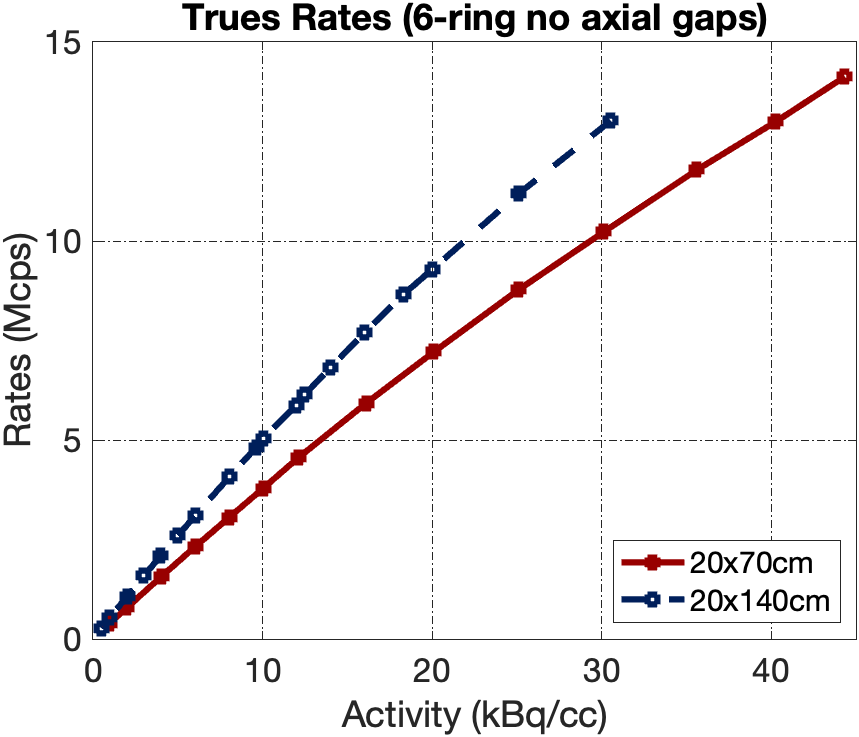 Trues Rates (6-ring no axial gaps)
15
10
5
0
Rates (Mcps)
0 10 20 30 40
Activity (kBq/cc)
20x70cm
20x140cm